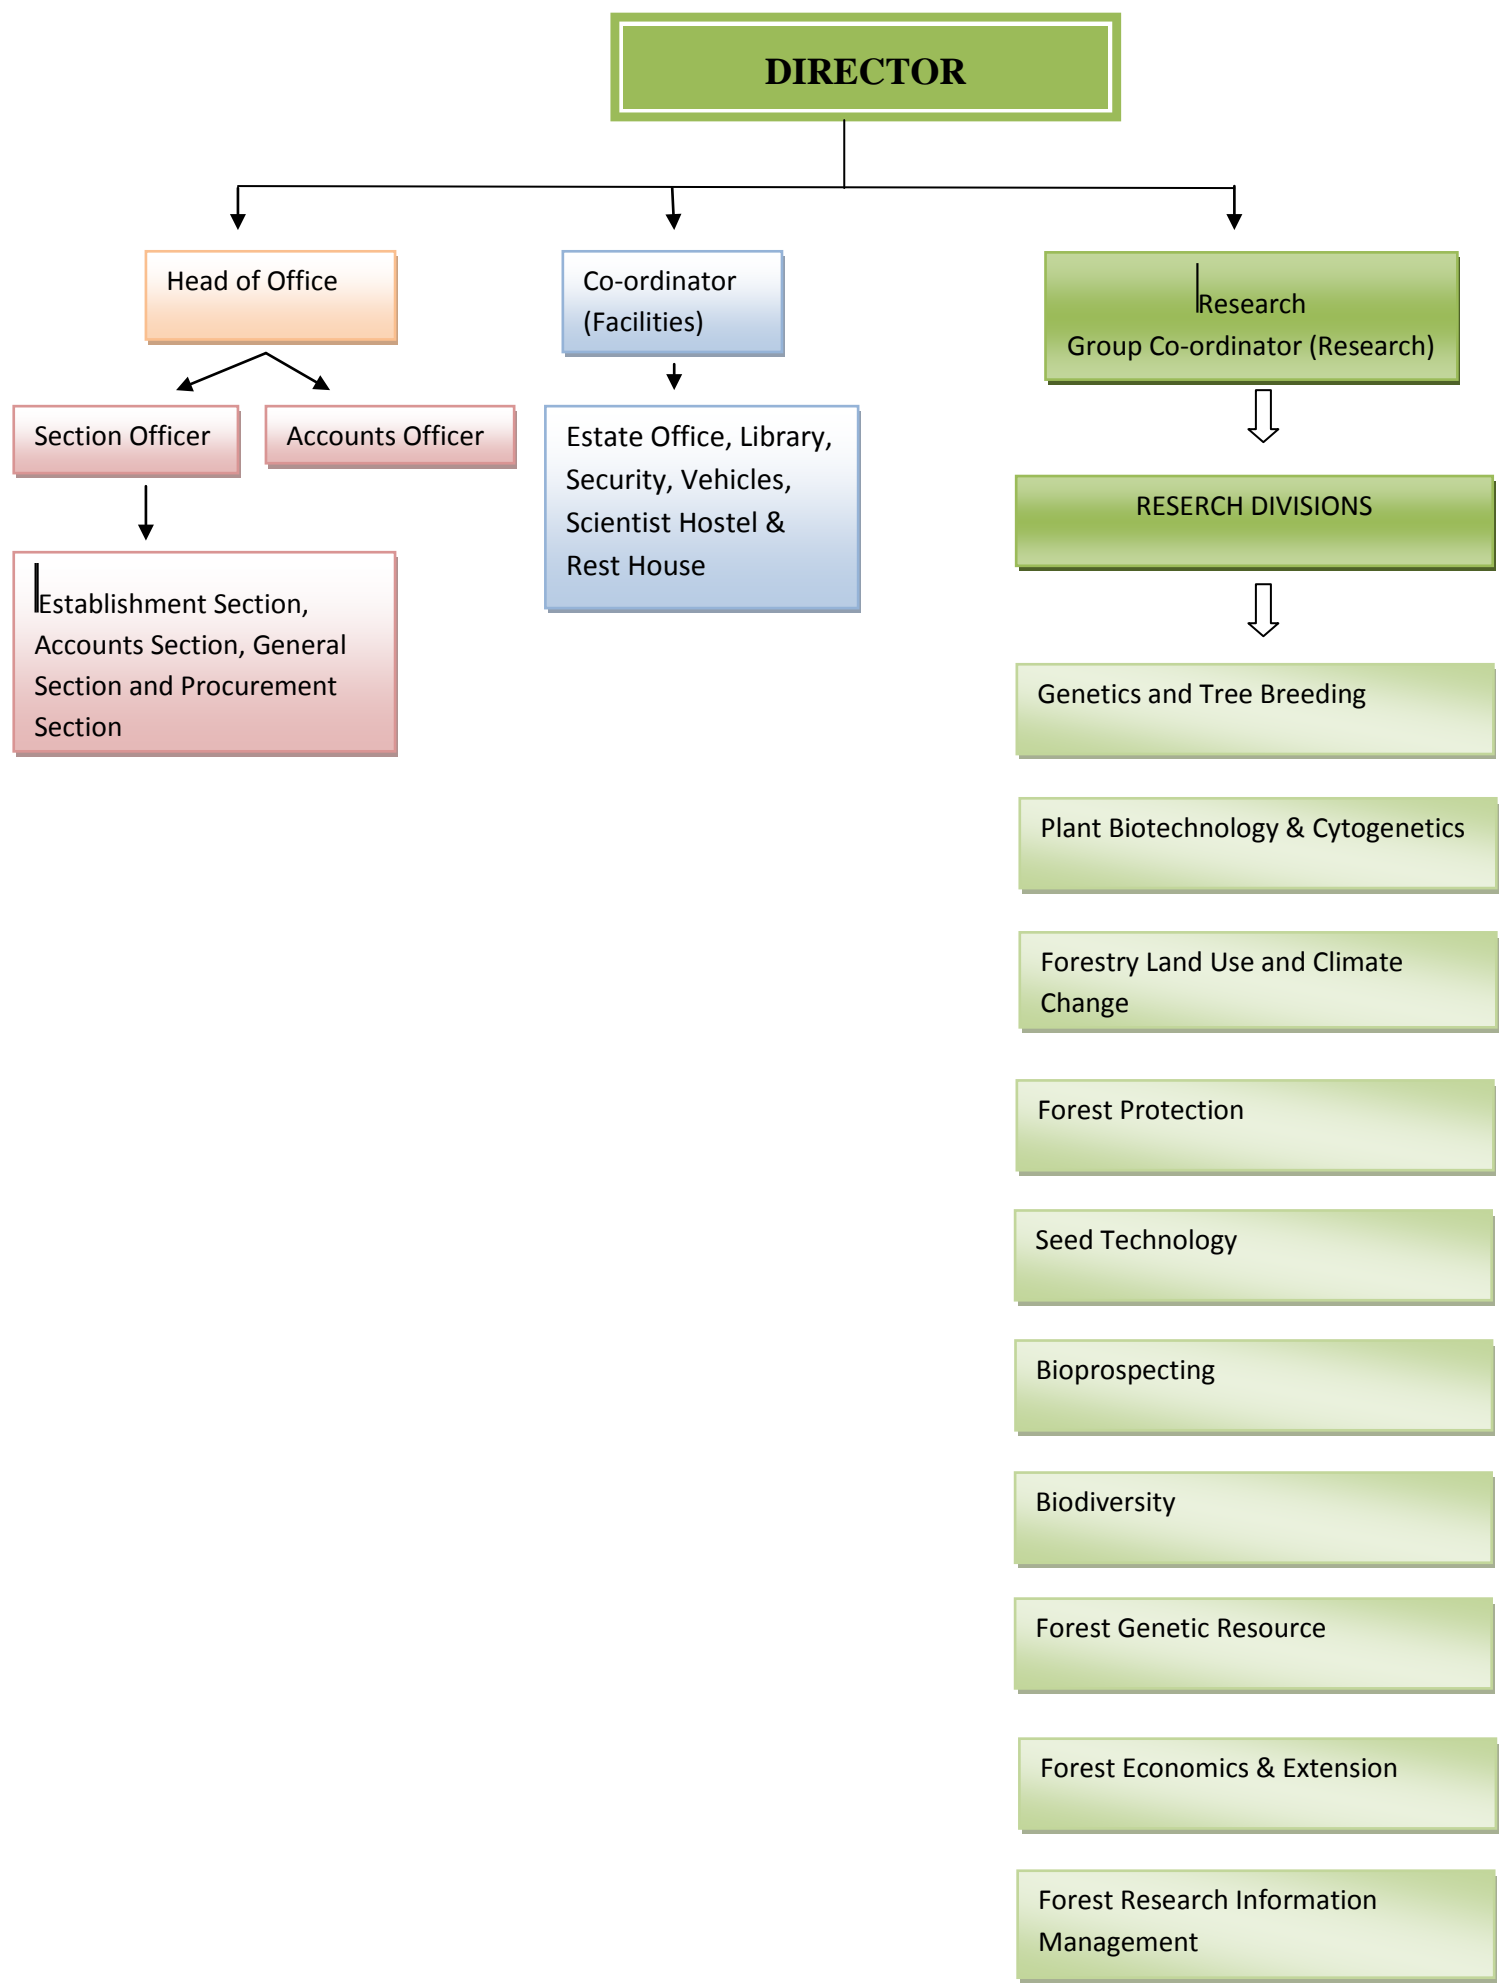 DIRECTOR
Head of Office
Co-ordinator
(Facilities)
Research
Group Co-ordinator (Research)
Section Officer
Accounts Officer
Estate Office, Library,
Security, Vehicles,
Scientist Hostel &
Rest House
RESERCH DIVISIONS
Establishment Section,
Accounts Section, General
Section and Procurement
Section
Genetics and Tree Breeding
Plant Biotechnology & Cytogenetics
Forestry Land Use and Climate
Change
Forest Protection
Seed Technology
Bioprospecting
Biodiversity
Forest Genetic Resource
Forest Economics & Extension
Forest Research Information
Management